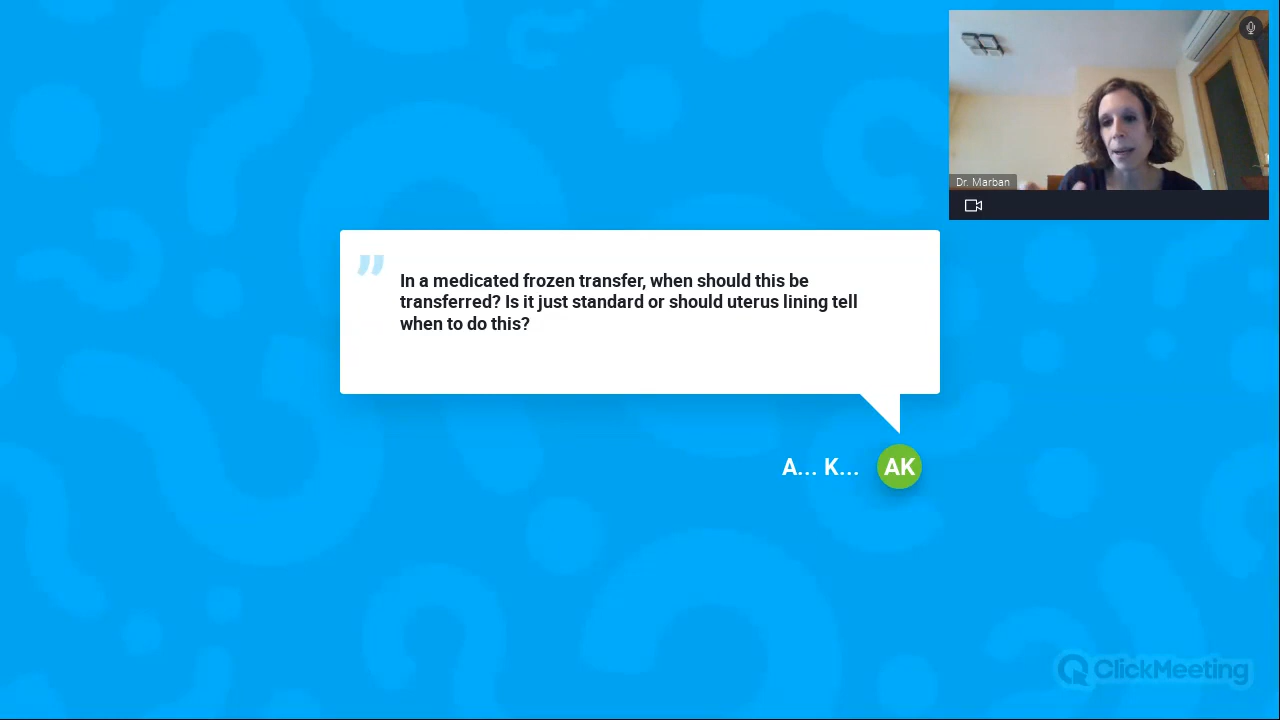 Dr. Marban
In a medicated frozen transfer, when should this be
transferred? Is it just standard or should uterus lining tell
when to do this?
A... K...
AK
ClickMeeting